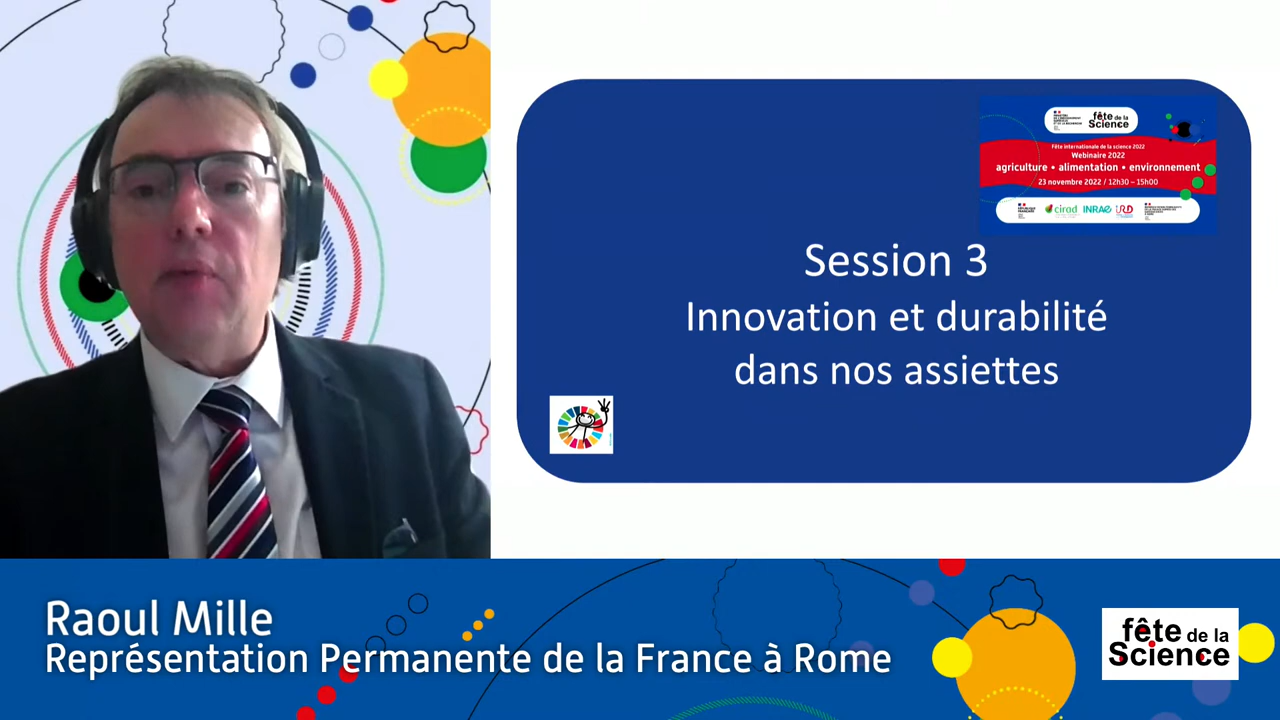 fête de la
Science
Fête internationale de la science 2022
Webinaire 2022
agriculture • alimentation • environnement
23 novembre 2022 / 12h30 – 15h00
cirad
INRAE
IRD
Session 3
Innovation et durabilité
dans nos assiettes
Raoul Mille
Représentation Permanente de la France à Rome
fête de la
Science